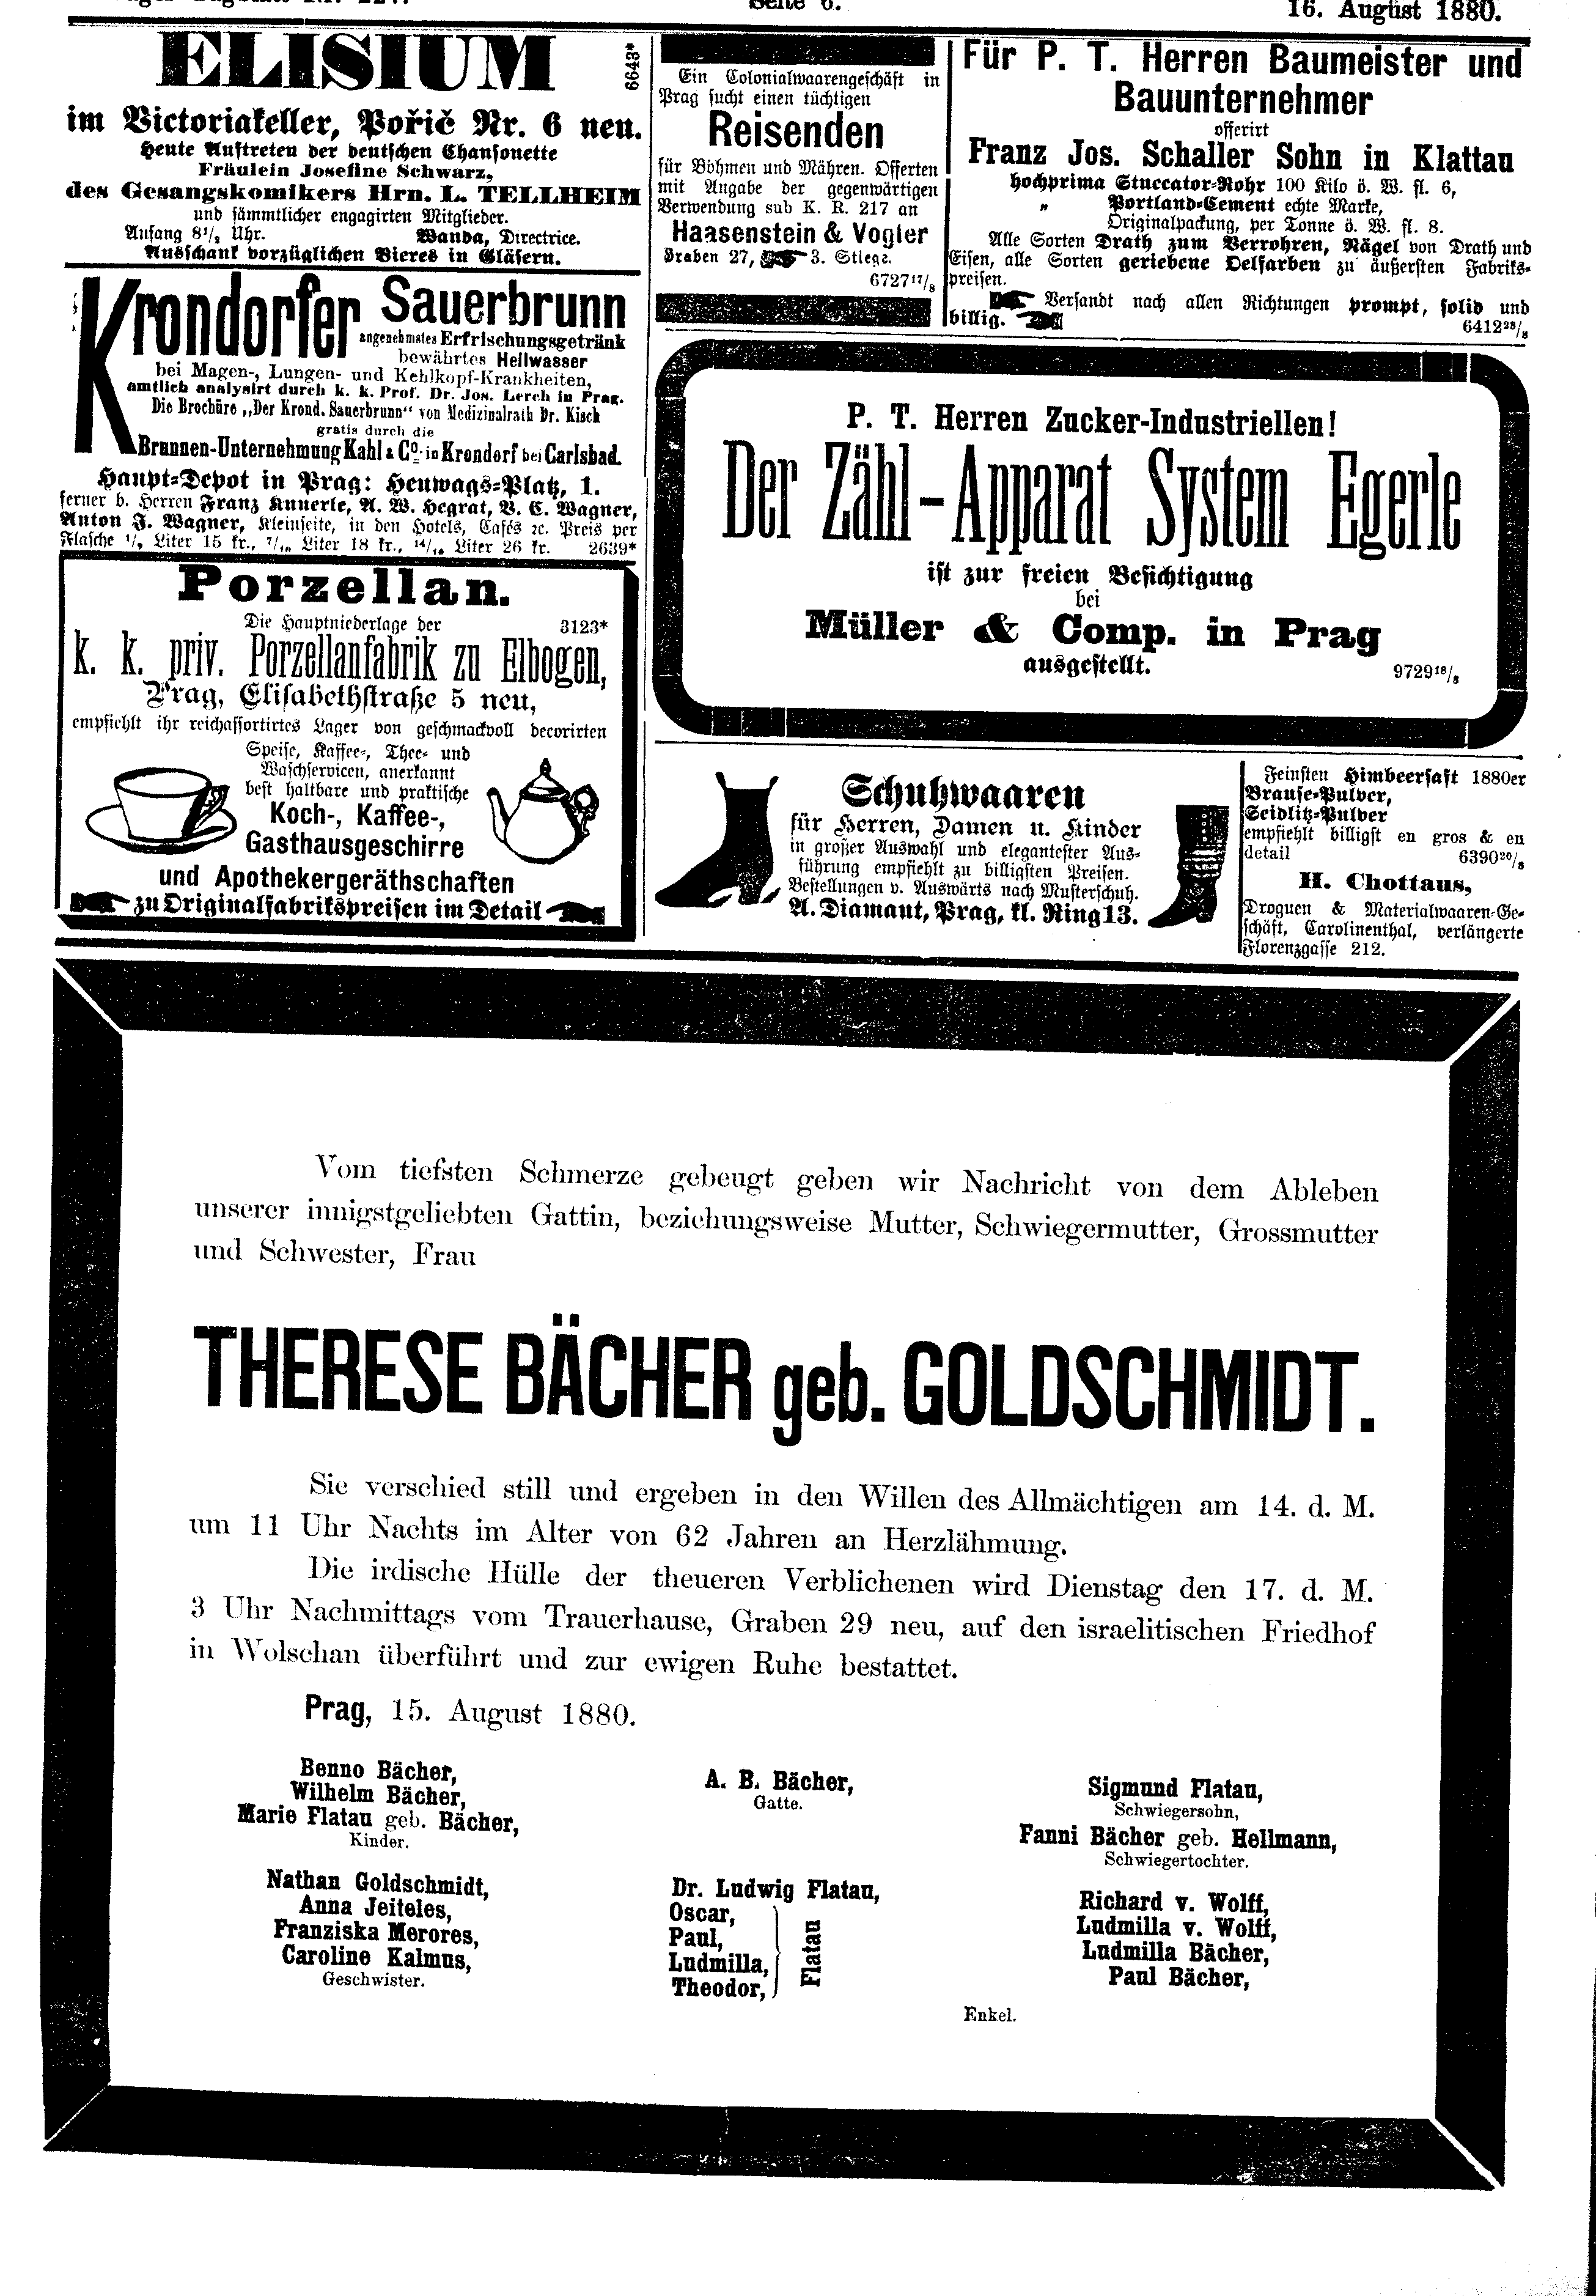 Seite 6.
16. August 1880.
ELISIUM
6643*
im Victoriakeller, Pořič Nr. 6 neu.
Heute Auftreten der deutschen Chansonette
Fräulein Josefine Schwarz,
des Gesangskomikers Hrn. L. TELLHEIM
und sämmtlicher engagirten Mitglieder.
Anfang 8½ Uhr. Wanda, Directrice.
Ausschank vorzüglichen Bieres in Gläsern.
Krondorfer Sauerbrunn
angenehmstes Erfrischungsgetränk
bewährtes Heilwasser
bei Magen-, Lungen- und Kehlkopf-Krankheiten,
amtlich analysirt durch k. k. Prof. Dr. Jos. Lerch in Prag.
Die Brochüre „Der Krond. Sauerbrunn“ von Medizinalrath Dr. Kisch
gratis durch die
Brunnen-Unternehmung Kahl & Co. in Krondorf bei Carlsbad.
Haupt-Depot in Prag: Heuwags-Platz, 1.
ferner b. Herren Franz Knnerle, A. W. Hegrat, V. C. Wagner,
Anton J. Wagner, Kleinseite, in den Hotels, Cafés ꝛc. Preis per
Flasche Liter 15 kr., Liter 18 kr., Liter 26 kr. 2639*
Porzellan.
Die Hauptniederlage der 3123*
k. k. priv. Porzellanfabrik zu Elbogen,
Prag, Elisabethstraße 5 neu,
empfiehlt ihr reichassortirtes Lager von geschmackvoll decorirten
Speise, Kaffee-, Thee- und
Waschservicen, anerkannt
best haltbare und praktische
Koch-, Kaffee-,
Gasthausgeschirre
und Apothekergeräthschaften
zu Originalfabrikspreisen im Detail
Ein Colonialwaarengeschäft in
Prag sucht einen tüchtigen
Reisenden
für Böhmen und Mähren. Offerten
mit Angabe der gegenwärtigen
Verwendung sub K. R. 217 an
Haasenstein & Vogler
Graben 27, 3. Stiege.
6727 17/8
Für P. T. Herren Baumeister und
Bauunternehmer
offerirt
Franz Jos. Schaller Sohn in Klattau
hochprima Stuccator-Rohr 100 Kilo ö. W. fl. 6,
„ Portland-Cement echte Marke,
Originalpackung, per Tonne ö. W. fl. 8.
Alle Sorten Drath zum Verrohren, Nägel von Drath und
Eisen, alle Sorten geriebene Oelfarben zu äußersten Fabriks-
preisen.
Versandt nach allen Richtungen prompt, solid und
billig.
6412 28/8
P. T. Herren Zucker-Industriellen!
Der Zähl-Apparat System Egerle
ist zur freien Besichtigung
bei
Müller & Comp. in Prag
ausgestellt.
9729 18/8
Schuhwaaren
für Herren, Damen u. Kinder
in großer Auswahl und elegantester Aus-
führung empfiehlt zu billigsten Preisen.
Bestellungen v. Auswärts nach Musterschuh.
A. Diamant, Prag, kl. Ring 13.
Feinsten Himbeersaft 1880er
Brause-Pulver,
Seidlitz-Pulver
empfiehlt billigst en gros & en
detail 6390 20/8
H. Chottaus,
Droguen & Materialwaaren-Ge-
schäft, Carolinenthal, verlängerte
Florenzgasse 212.
Vom tiefsten Schmerze gebeugt geben wir Nachricht von dem Ableben
unserer innigstgeliebten Gattin, beziehungsweise Mutter, Schwiegermutter, Grossmutter
und Schwester, Frau
THERESE BÄCHER geb. GOLDSCHMIDT.
Sie verschied still und ergeben in den Willen des Allmächtigen am 14. d. M.
um 11 Uhr Nachts im Alter von 62 Jahren an Herzlähmung.
Die irdische Hülle der theueren Verblichenen wird Dienstag den 17. d. M.
3 Uhr Nachmittags vom Trauerhause, Graben 29 neu, auf den israelitischen Friedhof
in Wolschan überführt und zur ewigen Ruhe bestattet.
Prag, 15. August 1880.
Benno Bächer,
Wilhelm Bächer,
Marie Flatau geb. Bächer,
Kinder.
A. B. Bächer,
Gatte.
Sigmund Flatau,
Schwiegersohn,
Fanni Bächer geb. Hellmann,
Schwiegertochter.
Nathan Goldschmidt,
Anna Jeiteles,
Franziska Merores,
Caroline Kalmus,
Geschwister.
Dr. Ludwig Flatau,
Oscar,
Paul,
Ludmilla,
Theodor,
Flatau
Richard v. Wolff,
Ludmilla v. Wolff,
Ludmilla Bächer,
Paul Bächer,
Enkel.